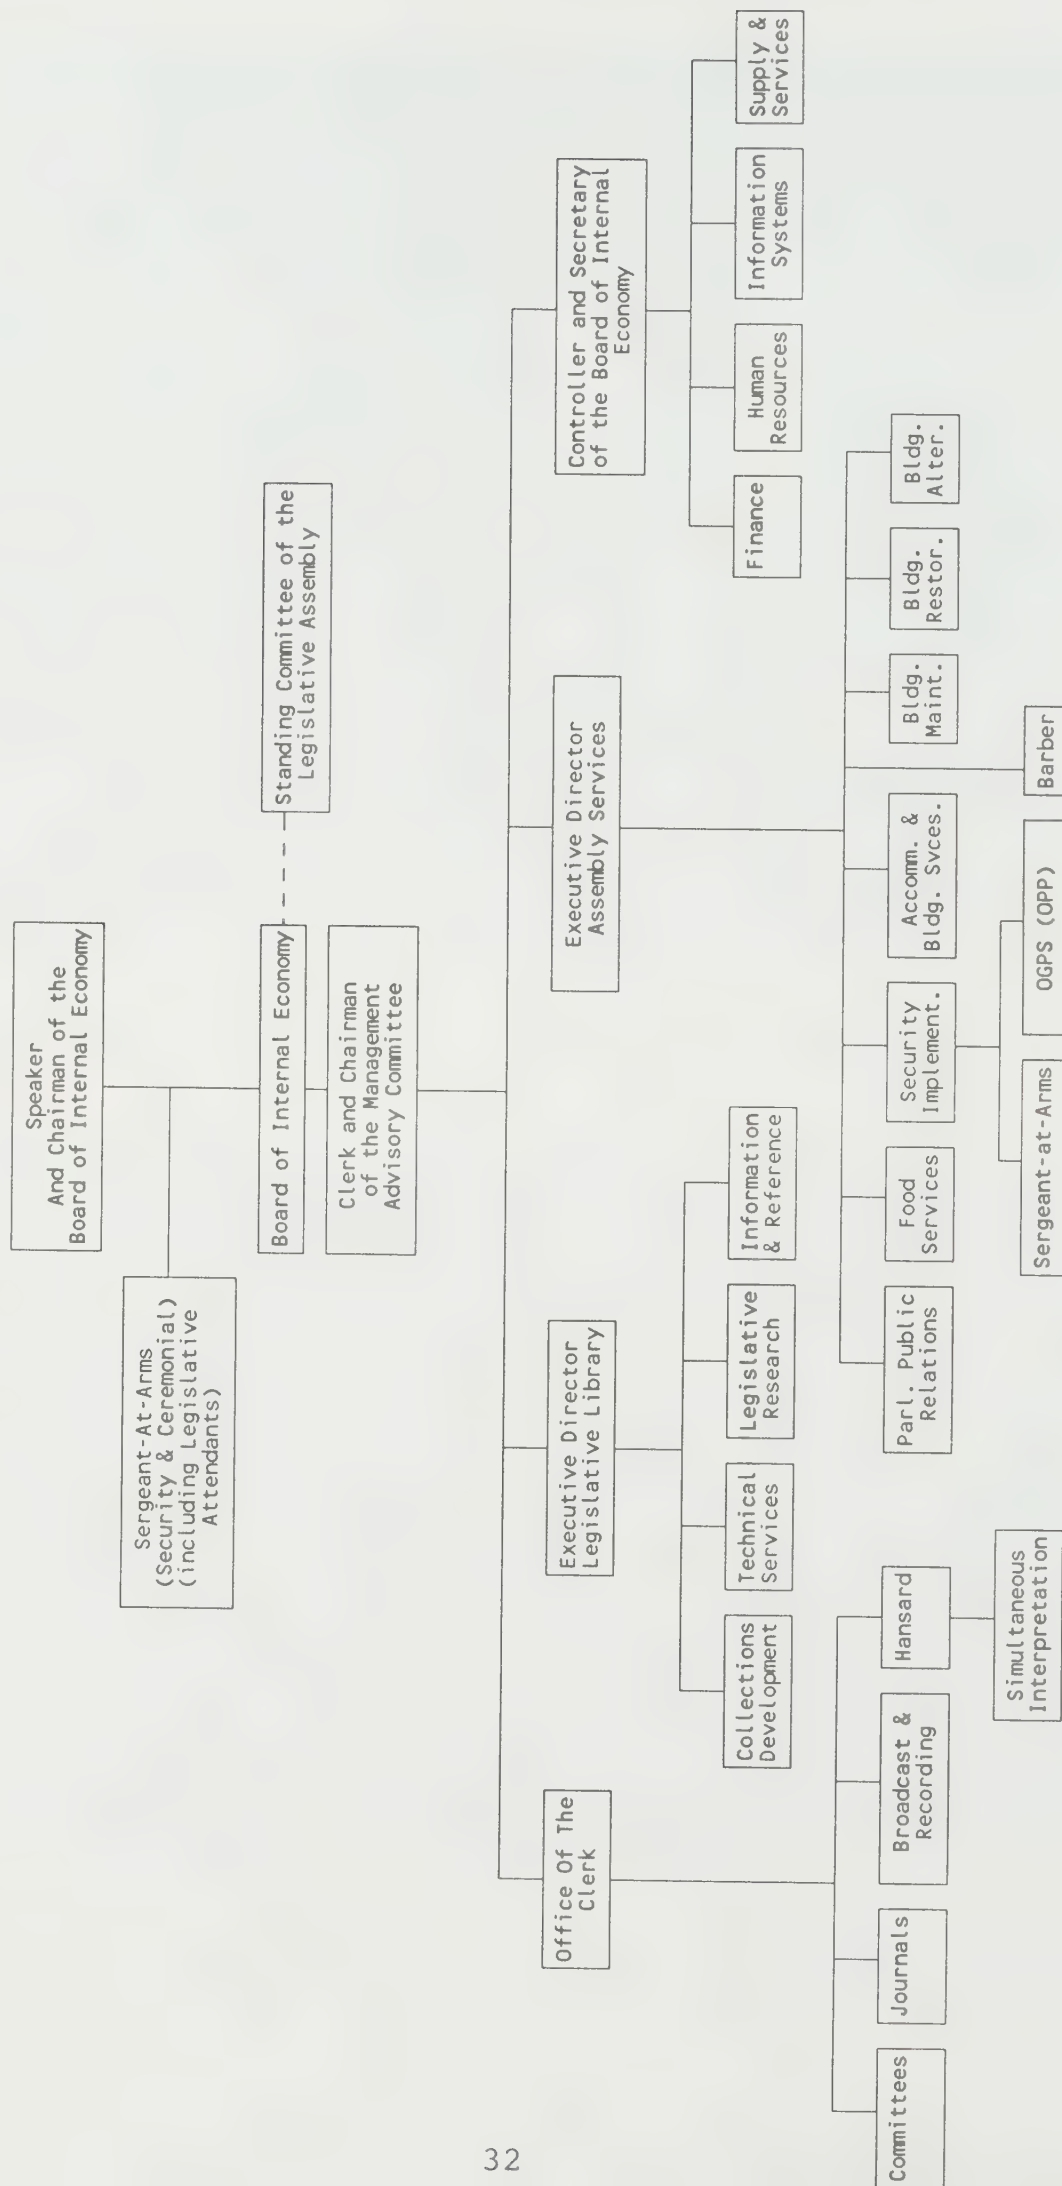 Speaker
And Chairman of the
Board of Internal Economy
Sergeant-At-Arms
(Security & Ceremonial)
(including Legislative
Attendants)
Board of Internal Economy
Standing Committee of the
Legislative Assembly
Clerk and Chairman
of the Management
Advisory Committee
Office Of The
Clerk
Executive Director
Legislative Library
Executive Director
Assembly Services
Controller and Secretary
of the Board of Internal
Economy
Collections
Development
Technical
Services
Legislative
Research
Information
& Reference
Finance
Human
Resources
Information
Systems
Supply &
Services
Committees
Journals
Broadcast &
Recording
Hansard
Parl. Public
Relations
Food
Services
Security
Implement.
Accomm. &
Bldg. Svces.
Bldg.
Maint.
Bldg.
Restor.
Bldg.
Alter.
Simultaneous
Interpretation
Sergeant-at-Arms
OGPS (OPP)
Barber
32